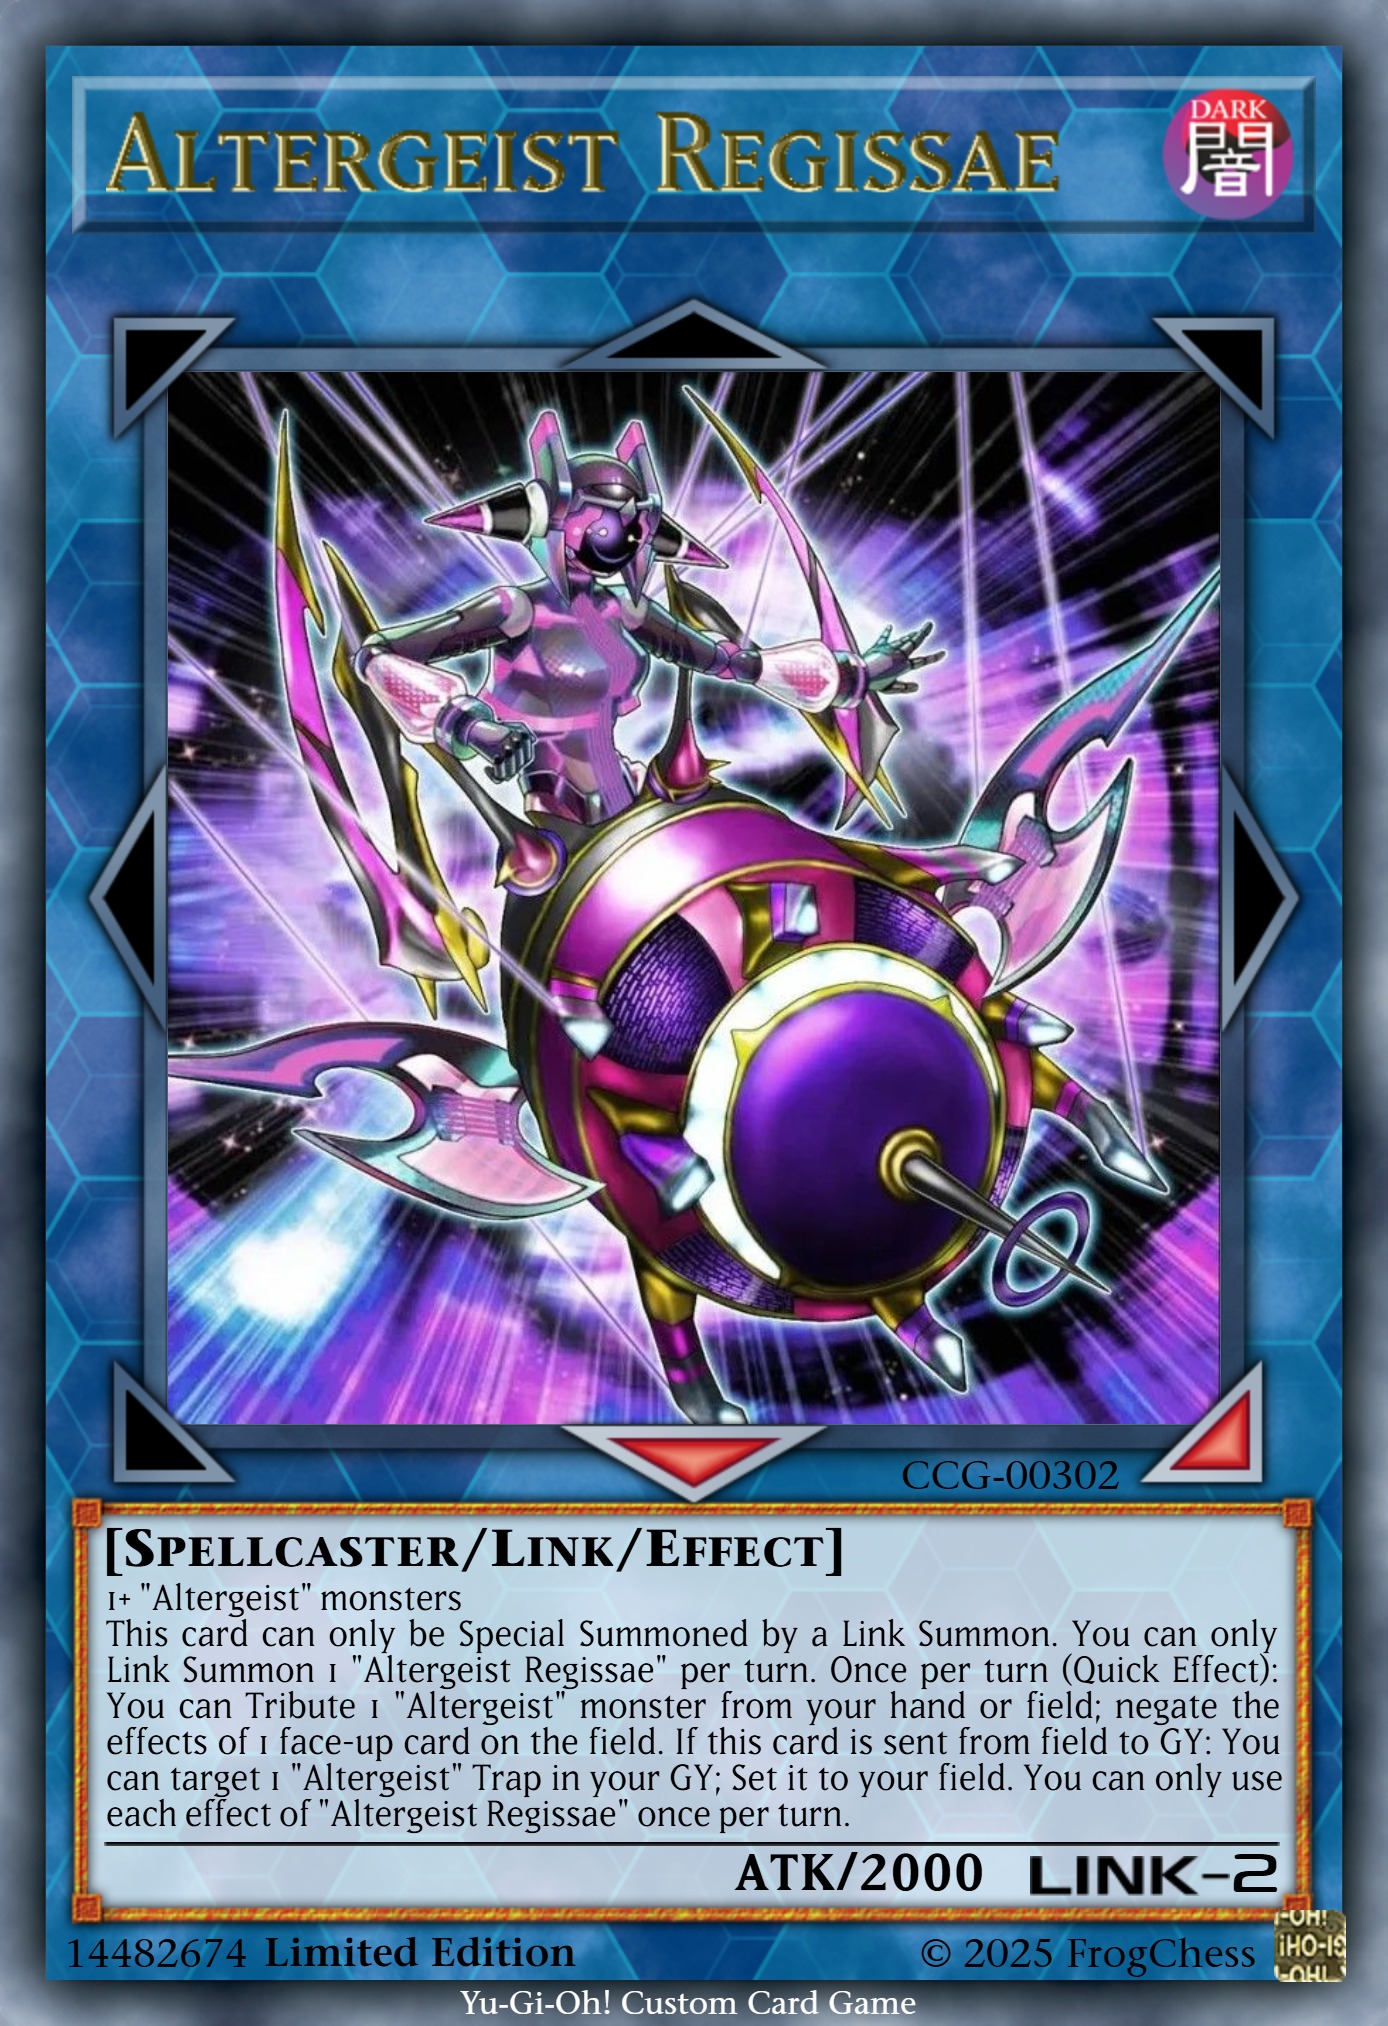 ALTERGEIST REGISSAE
DARK
闇
CCG-00302
[SPELLCASTER/LINK/EFFECT]
1+ "Altergeist" monsters
This card can only be Special Summoned by a Link Summon. You can only
Link Summon 1 "Altergeist Regissae" per turn. Once per turn (Quick Effect):
You can Tribute 1 "Altergeist" monster from your hand or field; negate the
effects of 1 face-up card on the field. If this card is sent from field to GY: You
can target 1 "Altergeist" Trap in your GY; Set it to your field. You can only use
each effect of "Altergeist Regissae" once per turn.
ATK/2000 LINK-2
14482674 Limited Edition © 2025 FrogChess
Yu-Gi-Oh! Custom Card Game